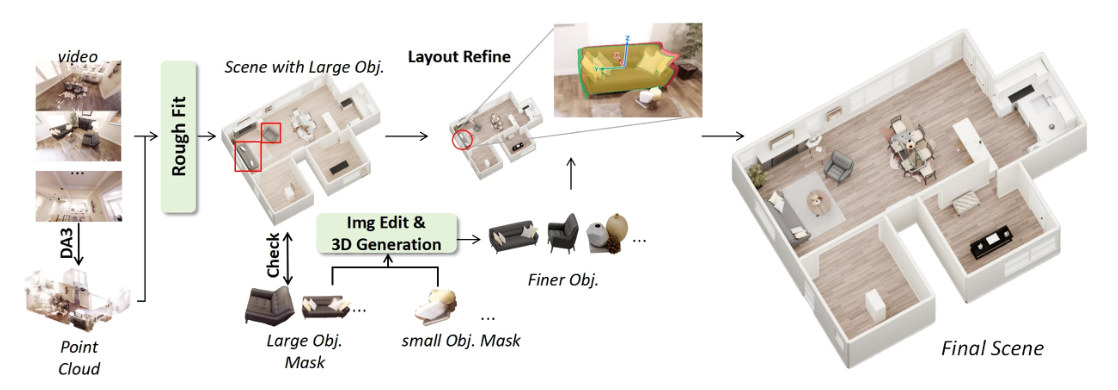 video
...
DA3
Point
Cloud
Rough Fit
Scene with Large Obj.
Check
Large Obj.
Mask
...
Img Edit &
3D Generation
small Obj. Mask
...
Layout Refine
Z
Y
Finer Obj.
...
Final Scene